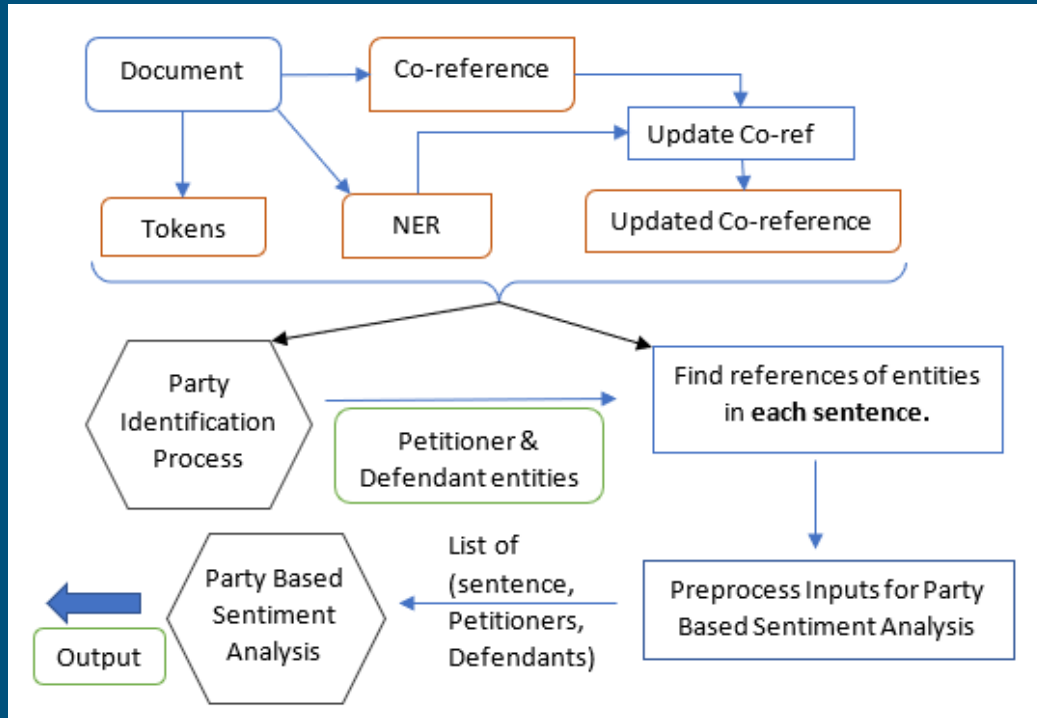 Document
Co-reference
Update Co-ref
Tokens
NER
Updated Co-reference
Party
Identification
Process
Petitioner &
Defendant entities
Find references of entities
in each sentence.
Party Based
Sentiment
Analysis
List of
(sentence,
Petitioners,
Defendants)
Preprocess Inputs for Party
Based Sentiment Analysis
Output